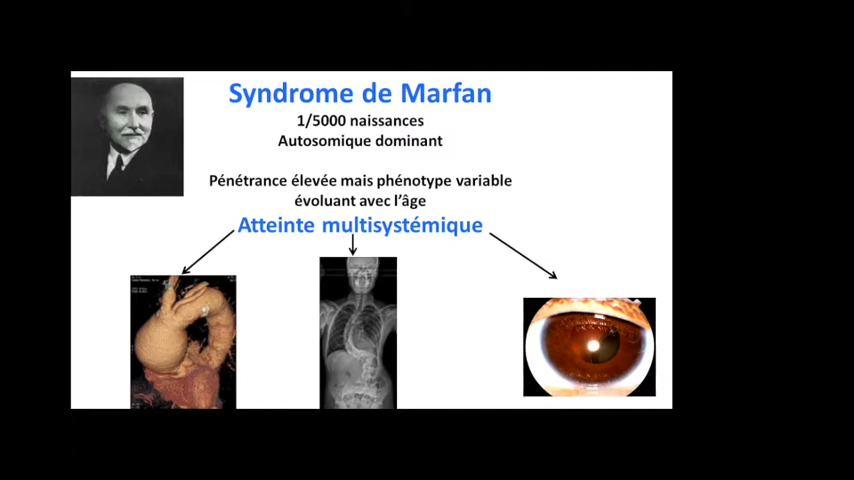 Syndrome de Marfan
1/5000 naissances
Autosomique dominant
Pénétrance élevée mais phénotype variable
évoluant avec l'âge
Atteinte multisystémique